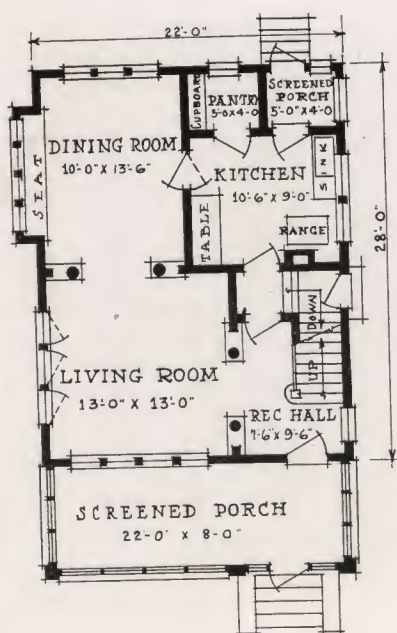 22'-0"
SCREENED
PORCH
5'-0"X4'-0
CUPBOARD
PANTRY
5-0X4-0
DINING ROOM
10'-0"X 13'-6"
SEAT
KITCHEN
10'-6"X 9'-0"
SINK
TABLE
RANGE
28'-0"
DOWN
UP
LIVING ROOM
13'-0" X 13'-0"
REC HALL
7'-6"X 9'-6"
SCREENED PORCH
22'-0" X 8'-0"